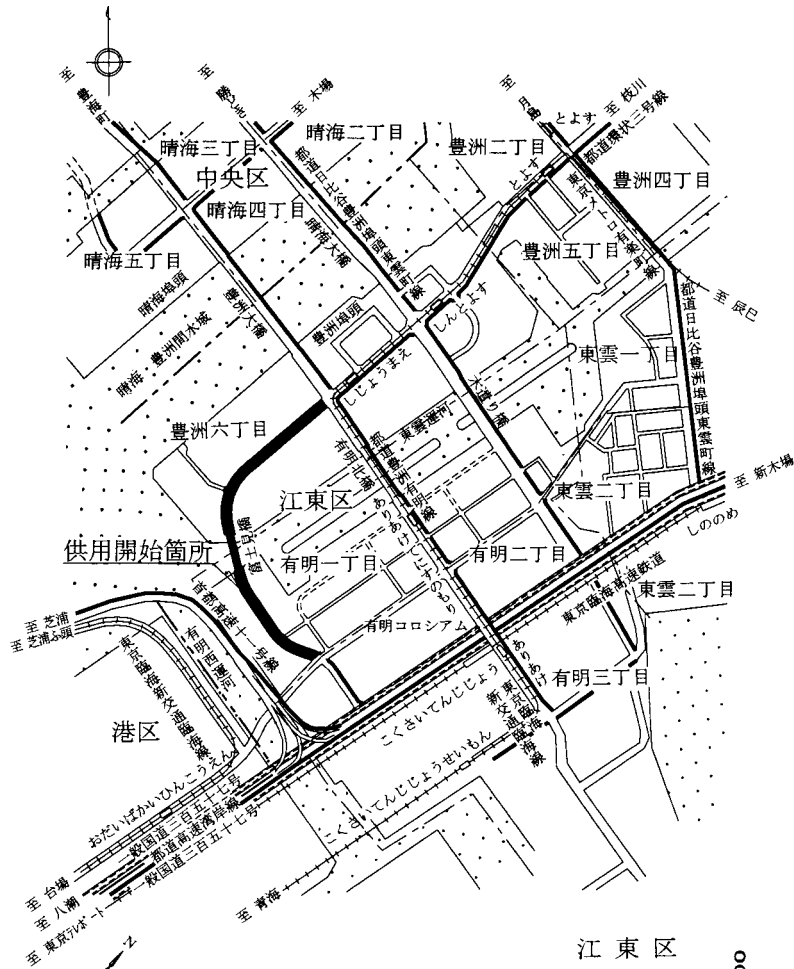 至豊海町
至勝どき
至木場
至月島
至枝川
とよす
都道環状三号線
晴海三丁目
晴海二丁目
豊洲二丁目
中央区
とよす
豊洲四丁目
晴海四丁目
都道日比谷豊洲埠頭東雲町線
晴海大橋
東京メトロ有楽町線
晴海五丁目
豊洲五丁目
至辰巳
晴海埠頭
豊洲大橋
豊洲埠頭
しんとよす
都道日比谷豊洲埠頭東雲町線
晴海・豊洲間水域
しじょうまえ
東雲一丁目
木遣り橋
豊洲六丁目
東雲運河
有明北橋
都道豊洲有明線
至新木場
江東区
東雲二丁目
富士見橋
ありあけてにすのもり
しののめ
供用開始箇所
有明一丁目
有明二丁目
首都高速十一号線
東京臨海高速鉄道
東雲二丁目
至芝浦
至芝浦ふ頭
有明コロシアム
有明西運河
東京臨海新交通臨海線
ありあけ
有明三丁目
港区
こくさいてんじじょう
東京臨海新交通臨海線
おだいばかいひんこうえん
こくさいてんじじょうせいもん
一般国道三百五十七号
都道高速湾岸線
一般国道三百五十七号
至台場
至八潮
至東京テレポート
至青海
N
江東区